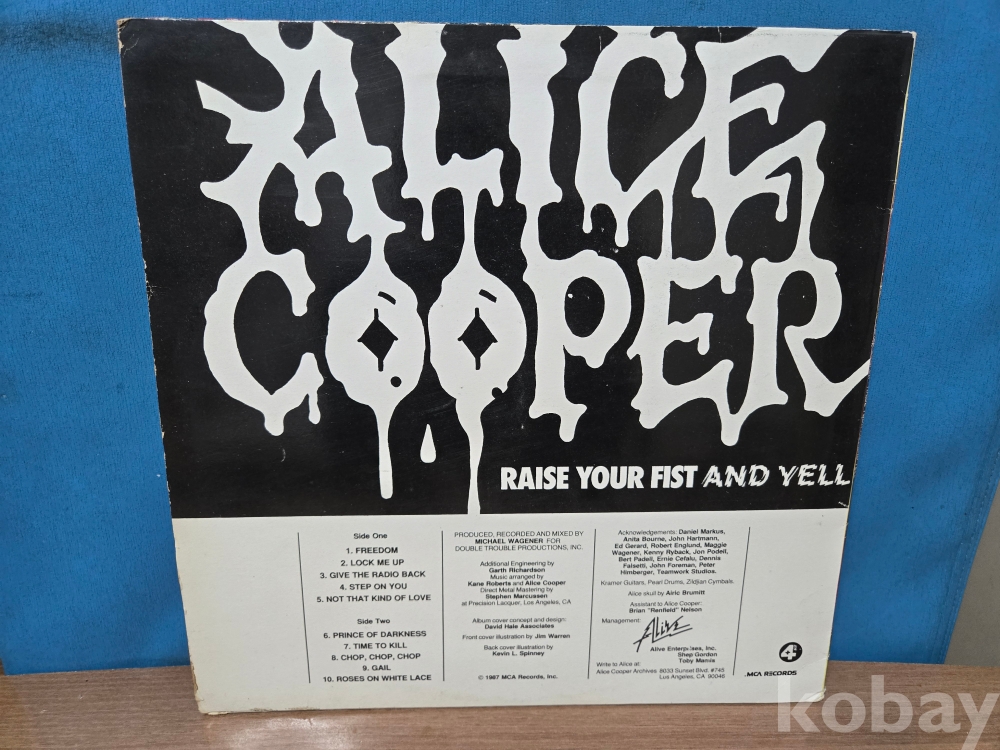 ALICE
COOPER
RAISE YOUR FIST AND YELL
Side One
1. FREEDOM
2. LOCK ME UP
3. GIVE THE RADIO BACK
4. STEP ON YOU
5. NOT THAT KIND OF LOVE
Side Two
6. PRINCE OF DARKNESS
7. TIME TO KILL
8. CHOP, CHOP, CHOP
9. GAIL
10. ROSES ON WHITE LACE
PRODUCED, RECORDED AND MIXED BY
MICHAEL WAGENER FOR
DOUBLE TROUBLE PRODUCTIONS, INC.
Additional Engineering by
Garth Richardson
Music arranged by
Kane Roberts and Alice Cooper
Direct Metal Mastering by
Stephen Marcussen
at Precision Lacquer, Los Angeles, CA
Album cover concept and design:
David Hale Associates
Front cover illustration by Jim Warren
Back cover illustration by
Kevin L. Spinney
© 1987 MCA Records, Inc.
Acknowledgements: Daniel Markus,
Anita Bourne, John Hartmann,
Ed Gerard, Robert Englund, Maggie
Wagener, Kenny Ryback, Jon Podell,
Bert Padell, Ernie Cefalu, Dennis
Falsetti, John Foreman, Peter
Himberger, Teamwork Studios.
Kramer Guitars, Pearl Drums, Zildjian Cymbals.
Alice skull by Airic Brumitt
Assistant to Alice Cooper:
Brian "Renfield" Nelson
Management:
Alive
Alive Enterprises, Inc.
Shep Gordon
Toby Mamis
Write to Alice at:
Alice Cooper Archives 8033 Sunset Blvd. #745
Los Angeles, CA 90046
4
MCA RECORDS
kobay